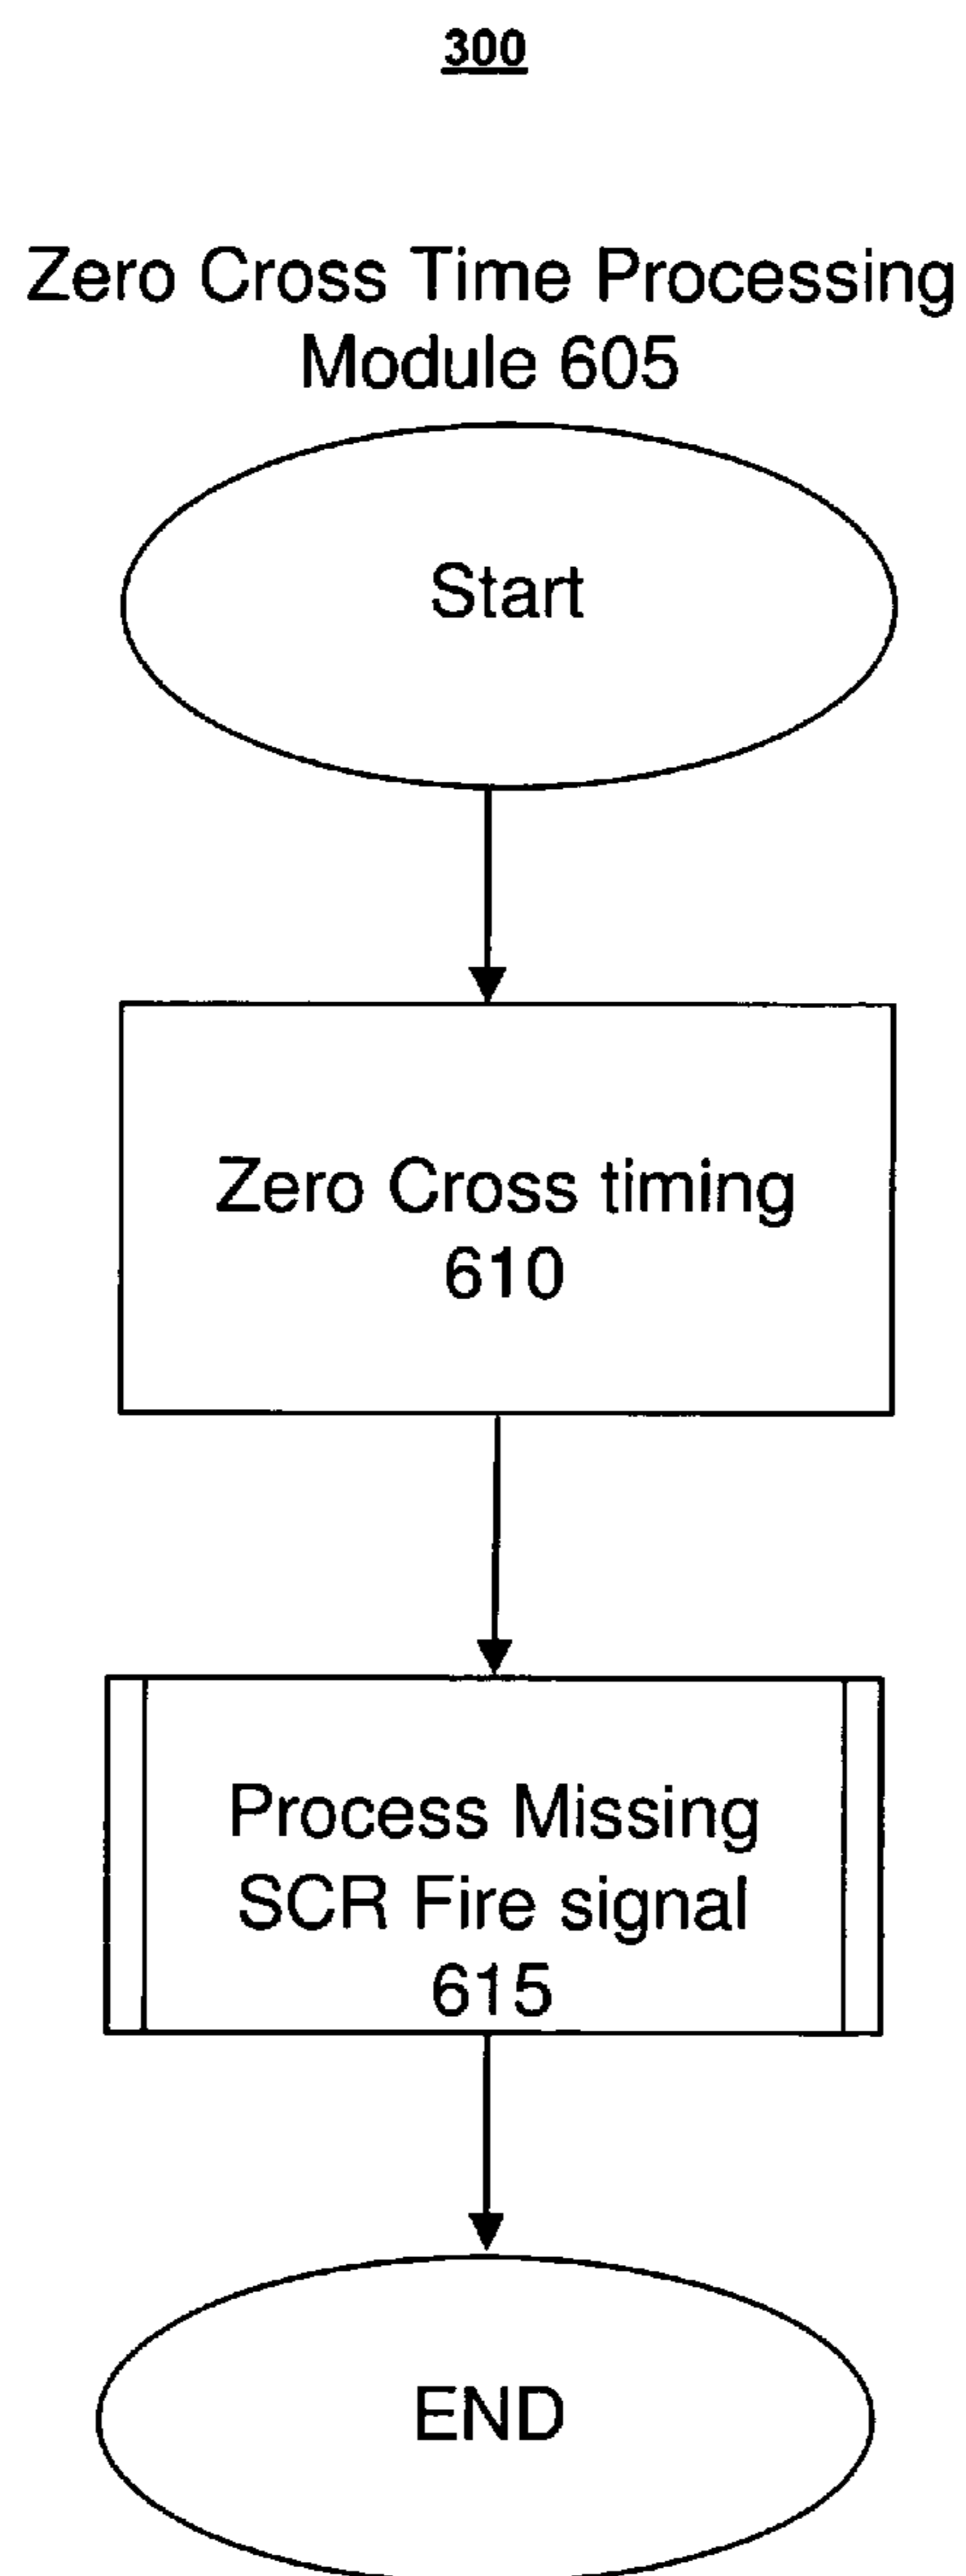 300
Zero Cross Time Processing
Module 605
Start
Zero Cross timing
610
Process Missing
SCR Fire signal
615
END